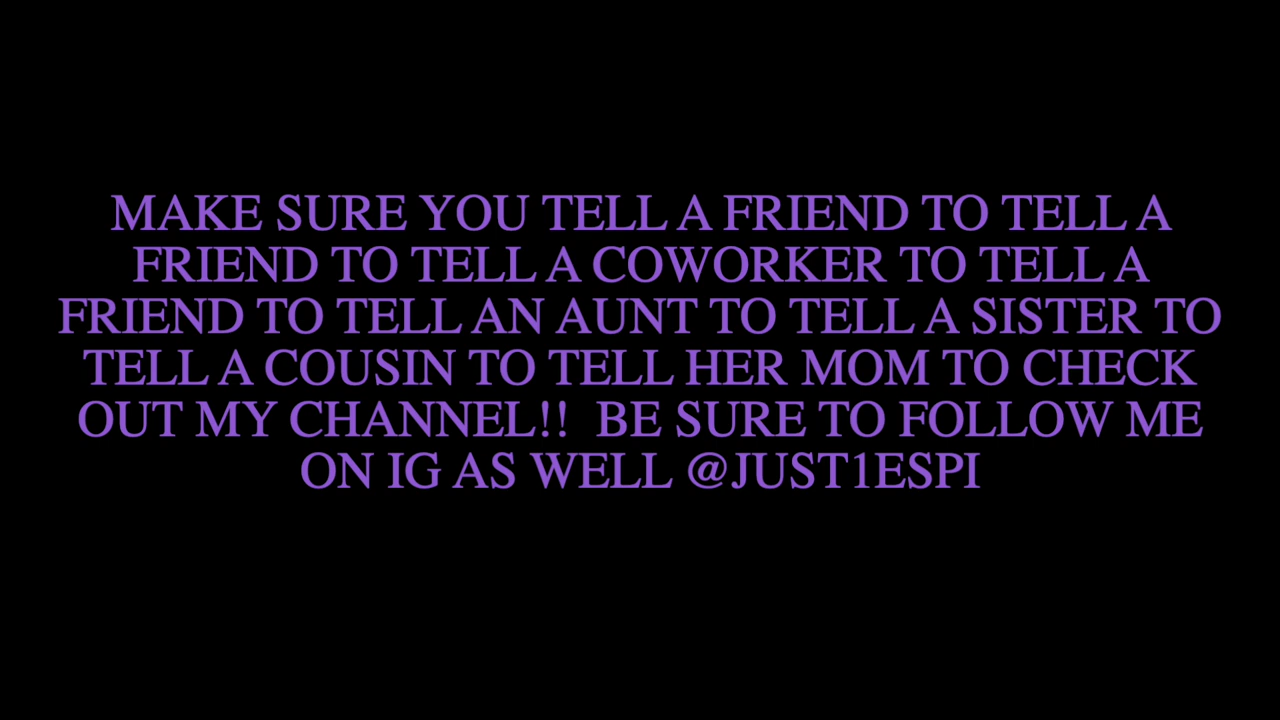 MAKE SURE YOU TELL A FRIEND TO TELL A
FRIEND TO TELL A COWORKER TO TELL A
FRIEND TO TELL AN AUNT TO TELL A SISTER TO
TELL A COUSIN TO TELL HER MOM TO CHECK
OUT MY CHANNEL!!  BE SURE TO FOLLOW ME
ON IG AS WELL @JUST1ESPI